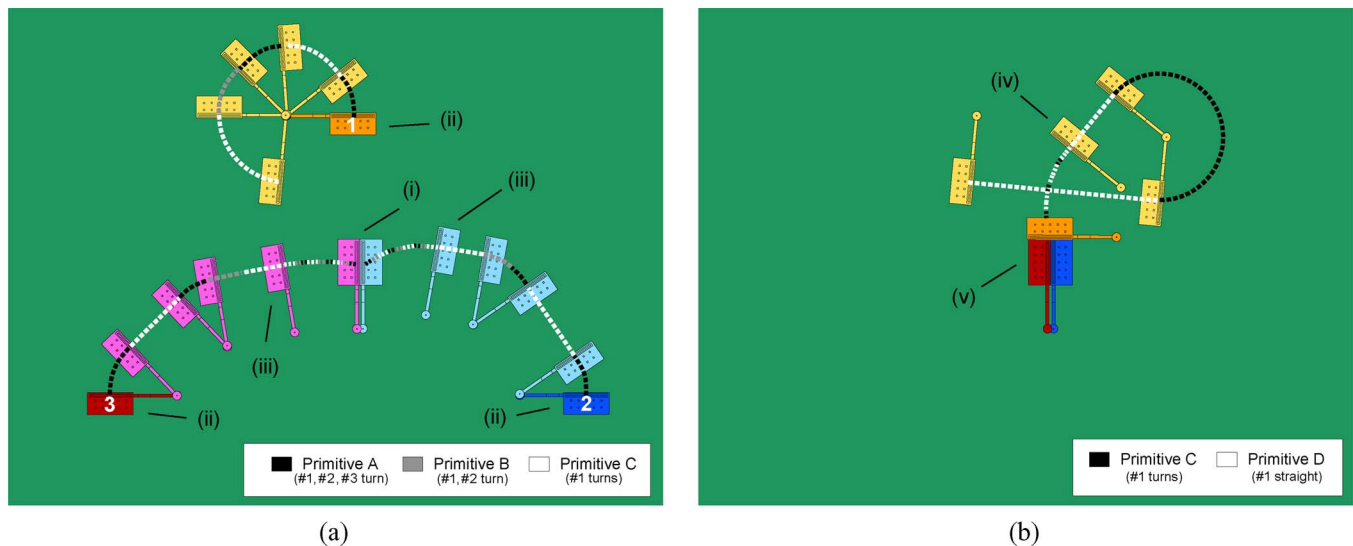 1
(ii)
(i)
(iii)
(iii)
3
(ii)
(ii)
2
Primitive A
(#1, #2, #3 turn)
Primitive B
(#1, #2 turn)
Primitive C
(#1 turns)
(a)
(iv)
(v)
Primitive C
(#1 turns)
Primitive D
(#1 straight)
(b)